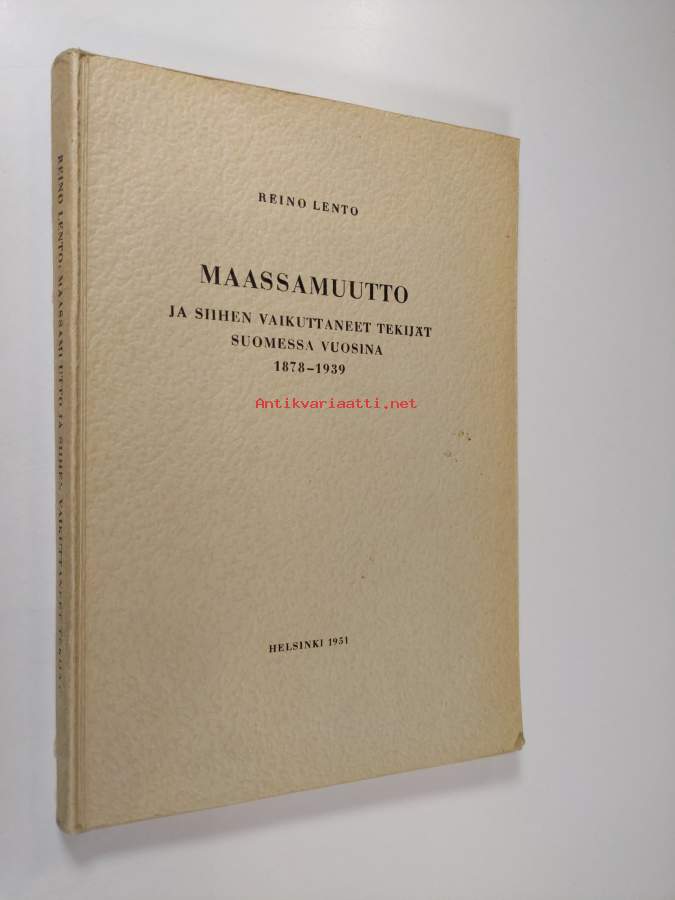 REINO LENTO
MAASSAMUUTTO
JA SIIHEN VAIKUTTANEET TEKIJÄT
SUOMESSA VUOSINA
1878–1939
Antikvariaatti.net
HELSINKI 1951
REINO LENTO: MAASSAMUUTTO JA SIIHEN VAIKUTTANEET